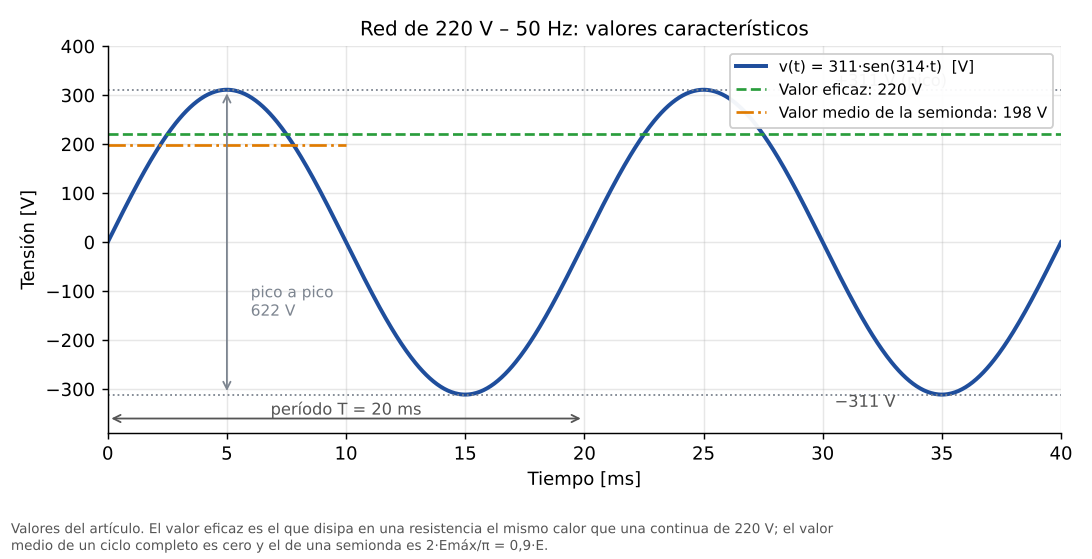 Red de 220 V – 50 Hz: valores característicos
v(t) = 311·sen(314·t)  [V]
Valor eficaz: 220 V
Valor medio de la semionda: 198 V
Tensión [V]
400
300
200
100
0
−100
−200
−300
pico a pico
622 V
período T = 20 ms
−311 V
0
5
10
15
20
25
30
35
40
Tiempo [ms]
Valores del artículo. El valor eficaz es el que disipa en una resistencia el mismo calor que una continua de 220 V; el valor
medio de un ciclo completo es cero y el de una semionda es 2·Emáx/π = 0,9·E.